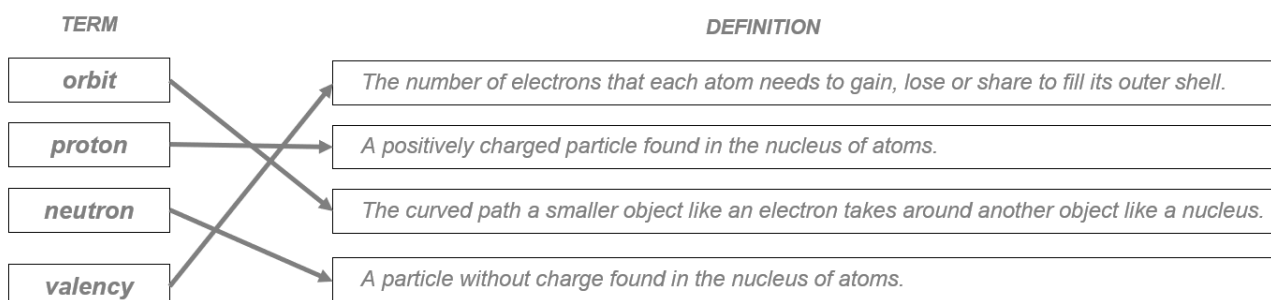 TERM DEFINITION
orbit The number of electrons that each atom needs to gain, lose or share to fill its outer shell.
proton A positively charged particle found in the nucleus of atoms.
neutron The curved path a smaller object like an electron takes around another object like a nucleus.
valency A particle without charge found in the nucleus of atoms.